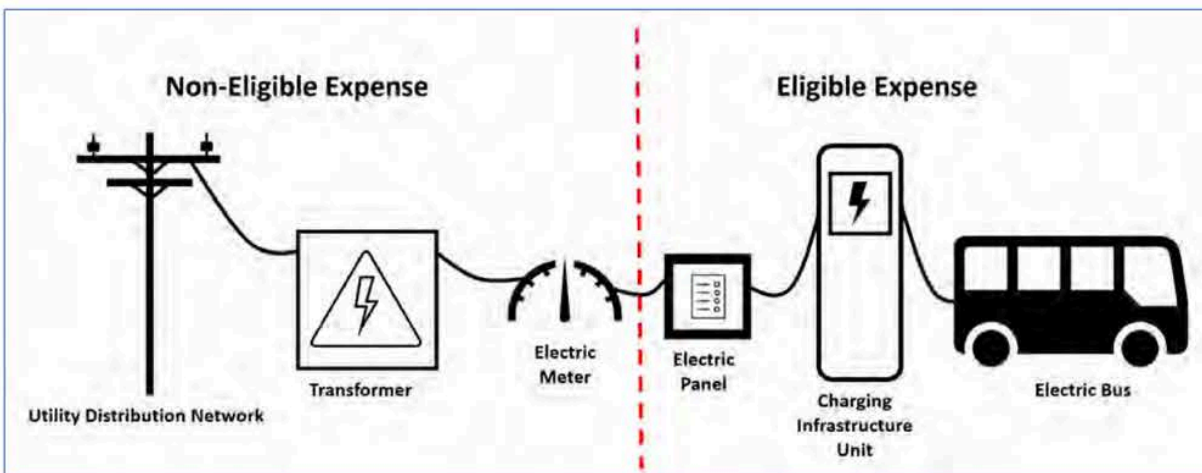 Non-Eligible Expense
Eligible Expense
Utility Distribution Network
Transformer
Electric
Meter
Electric
Panel
Charging
Infrastructure
Unit
Electric Bus